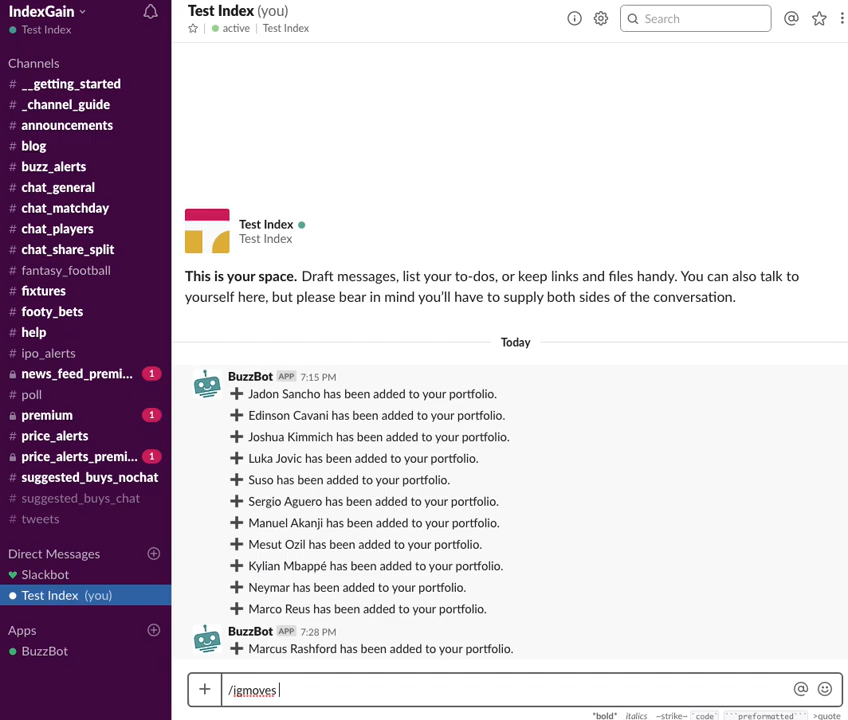 IndexGain
Test Index
Channels
# __getting_started
# _channel_guide
# announcements
# blog
# buzz_alerts
# chat_general
# chat_matchday
# chat_players
# chat_share_split
# fantasy_football
# fixtures
# footy_bets
# help
# ipo_alerts
news_feed_premi... 1
# poll
premium 1
# price_alerts
price_alerts_premi... 1
# suggested_buys_nochat
# suggested_buys_chat
# tweets
Direct Messages
Slackbot
Test Index (you)
Apps
BuzzBot
Test Index (you)
active | Test Index
Search
Test Index
Test Index
This is your space. Draft messages, list your to-dos, or keep links and files handy. You can also talk to
yourself here, but please bear in mind you'll have to supply both sides of the conversation.
Today
BuzzBot APP 7:15 PM
Jadon Sancho has been added to your portfolio.
Edinson Cavani has been added to your portfolio.
Joshua Kimmich has been added to your portfolio.
Luka Jovic has been added to your portfolio.
Suso has been added to your portfolio.
Sergio Aguero has been added to your portfolio.
Manuel Akanji has been added to your portfolio.
Mesut Ozil has been added to your portfolio.
Kylian Mbappé has been added to your portfolio.
Neymar has been added to your portfolio.
Marco Reus has been added to your portfolio.
BuzzBot APP 7:28 PM
Marcus Rashford has been added to your portfolio.
/igmoves
*bold* _italics_ ~strike~ `code` ```preformatted``` >quote